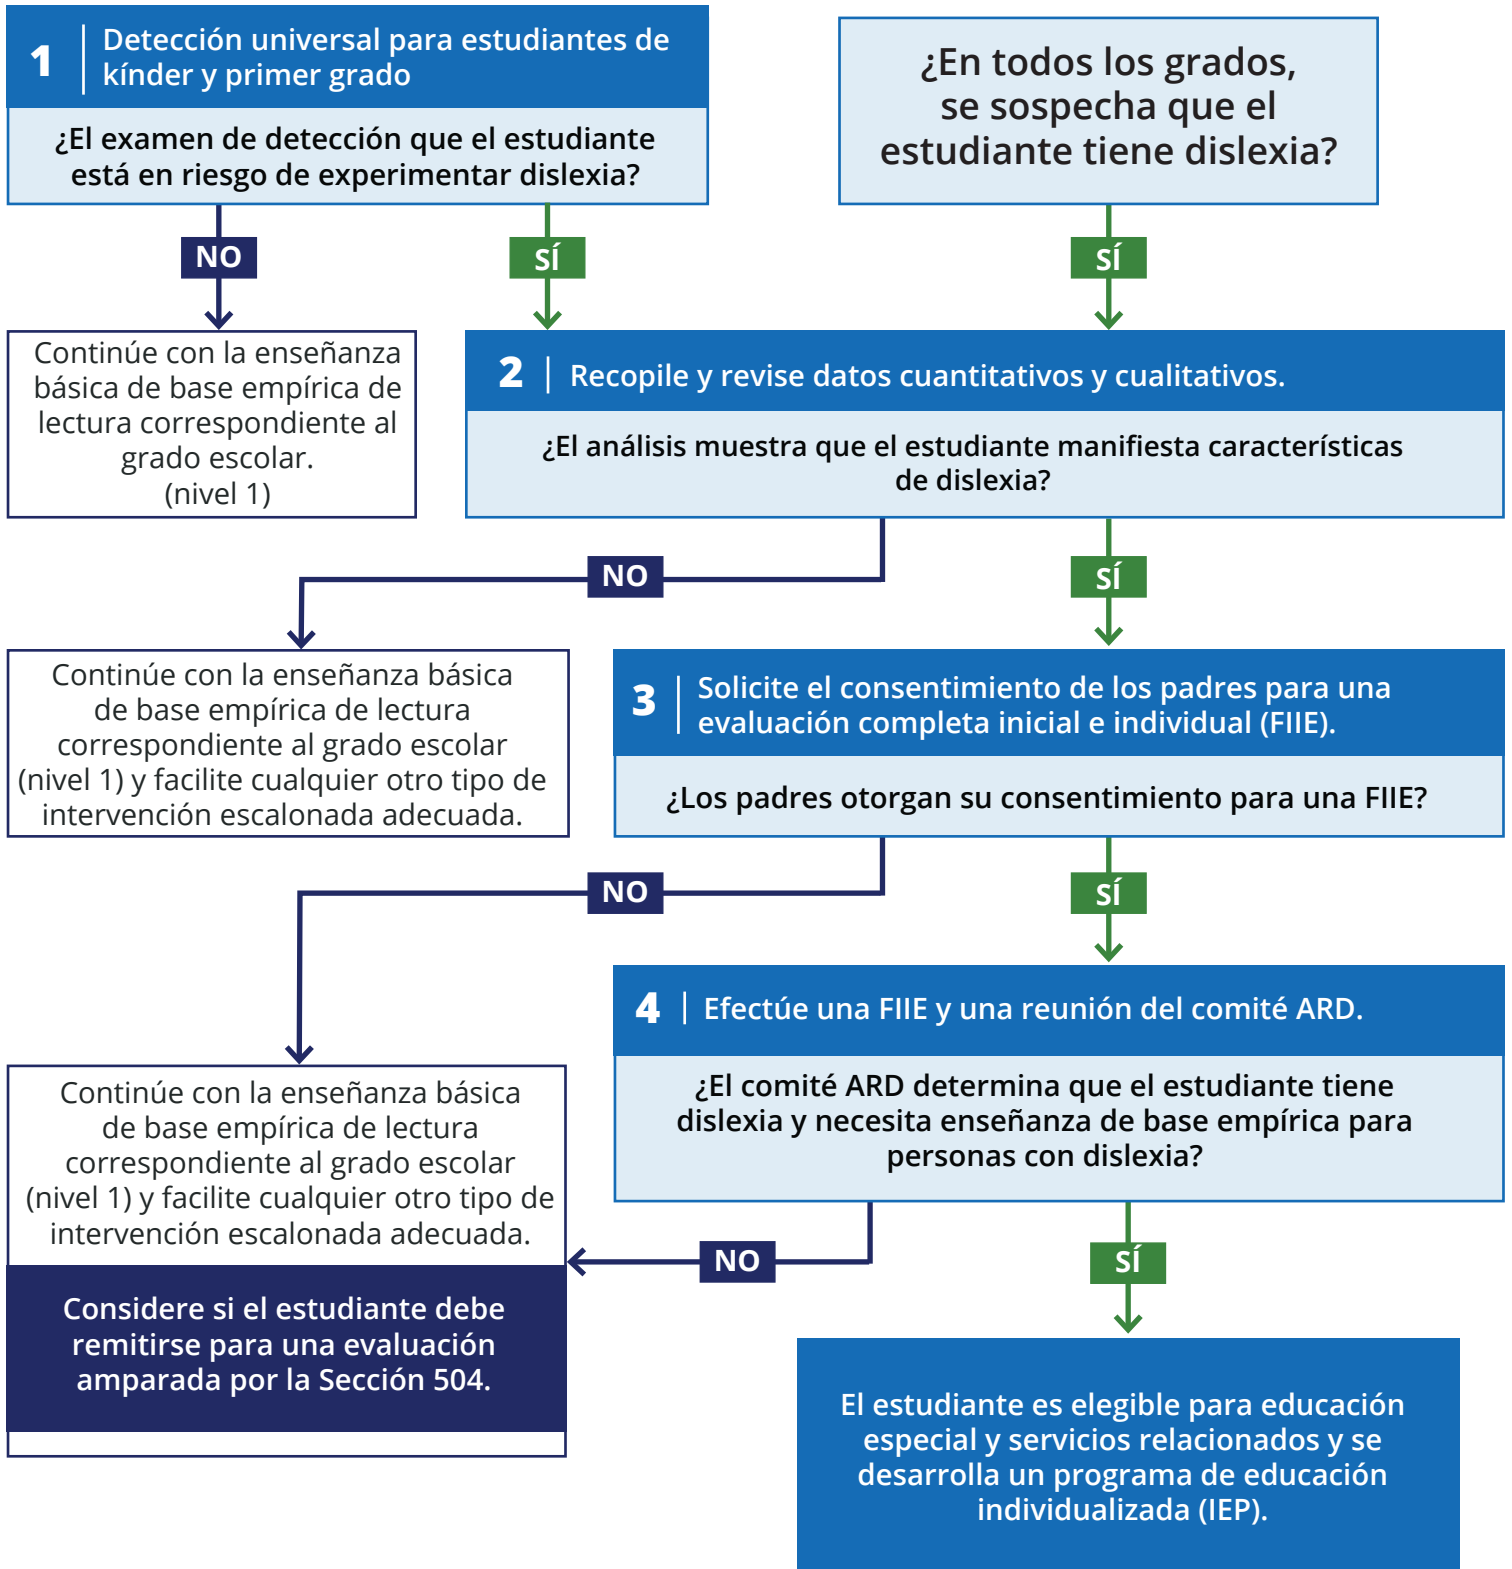 1
Detección universal para estudiantes de
kínder y primer grado
¿El examen de detección que el estudiante
está en riesgo de experimentar dislexia?
¿En todos los grados,
se sospecha que el
estudiante tiene dislexia?
NO
SÍ
SÍ
Continúe con la enseñanza
básica de base empírica de
lectura correspondiente al
grado escolar.
(nivel 1)
2
Recopile y revise datos cuantitativos y cualitativos.
¿El análisis muestra que el estudiante manifiesta características
de dislexia?
NO
SÍ
Continúe con la enseñanza básica
de base empírica de lectura
correspondiente al grado escolar
(nivel 1) y facilite cualquier otro tipo de
intervención escalonada adecuada.
3
Solicite el consentimiento de los padres para una
evaluación completa inicial e individual (FIIE).
¿Los padres otorgan su consentimiento para una FIIE?
NO
SÍ
4
Efectúe una FIIE y una reunión del comité ARD.
¿El comité ARD determina que el estudiante tiene
dislexia y necesita enseñanza de base empírica para
personas con dislexia?
Continúe con la enseñanza básica
de base empírica de lectura
correspondiente al grado escolar
(nivel 1) y facilite cualquier otro tipo de
intervención escalonada adecuada.
NO
SÍ
Considere si el estudiante debe
remitirse para una evaluación
amparada por la Sección 504.
El estudiante es elegible para educación
especial y servicios relacionados y se
desarrolla un programa de educación
individualizada (IEP).